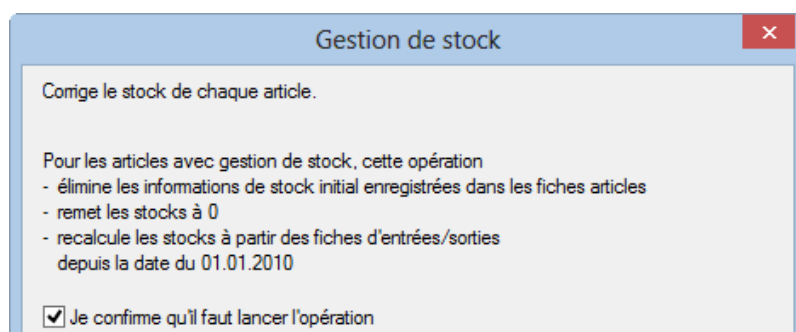 Gestion de stock
Corrige le stock de chaque article.
Pour les articles avec gestion de stock, cette opération
- élimine les informations de stock initial enregistrées dans les fiches articles
- remet les stocks à 0
- recalcule les stocks à partir des fiches d'entrées/sorties
depuis la date du 01.01.2010
Je confirme qu'il faut lancer l'opération